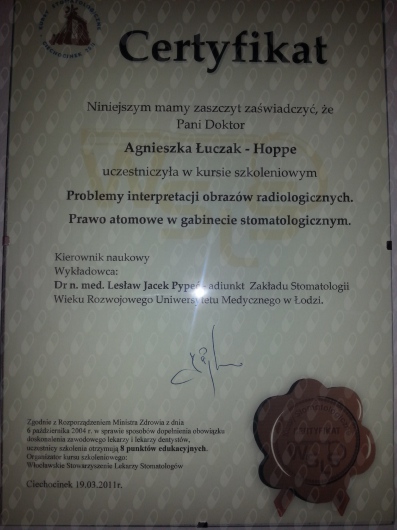 Certyfikat
Niniejszym mamy zaszczyt zaświadczyć, że
Pani Doktor
Agnieszka Łuczak - Hoppe
uczestniczyła w kursie szkoleniowym
Problemy interpretacji obrazów radiologicznych.
Prawo atomowe w gabinecie stomatologicznym.
Kierownik naukowy
Wykładowca:
Dr n. med. Lesław Jacek Pypeć - adiunkt Zakładu Stomatologii
Wieku Rozwojowego Uniwersytetu Medycznego w Łodzi.
Zgodnie z Rozporządzeniem Ministra Zdrowia z dnia
6 października 2004 r. w sprawie sposobów dopełnienia obowiązku
doskonalenia zawodowego lekarzy i lekarzy dentystów,
uczestnicy szkolenia otrzymują 8 punktów edukacyjnych.
Organizator kursu szkoleniowego:
Włocławskie Stowarzyszenie Lekarzy Stomatologów
Ciechocinek 19.03.2011r.